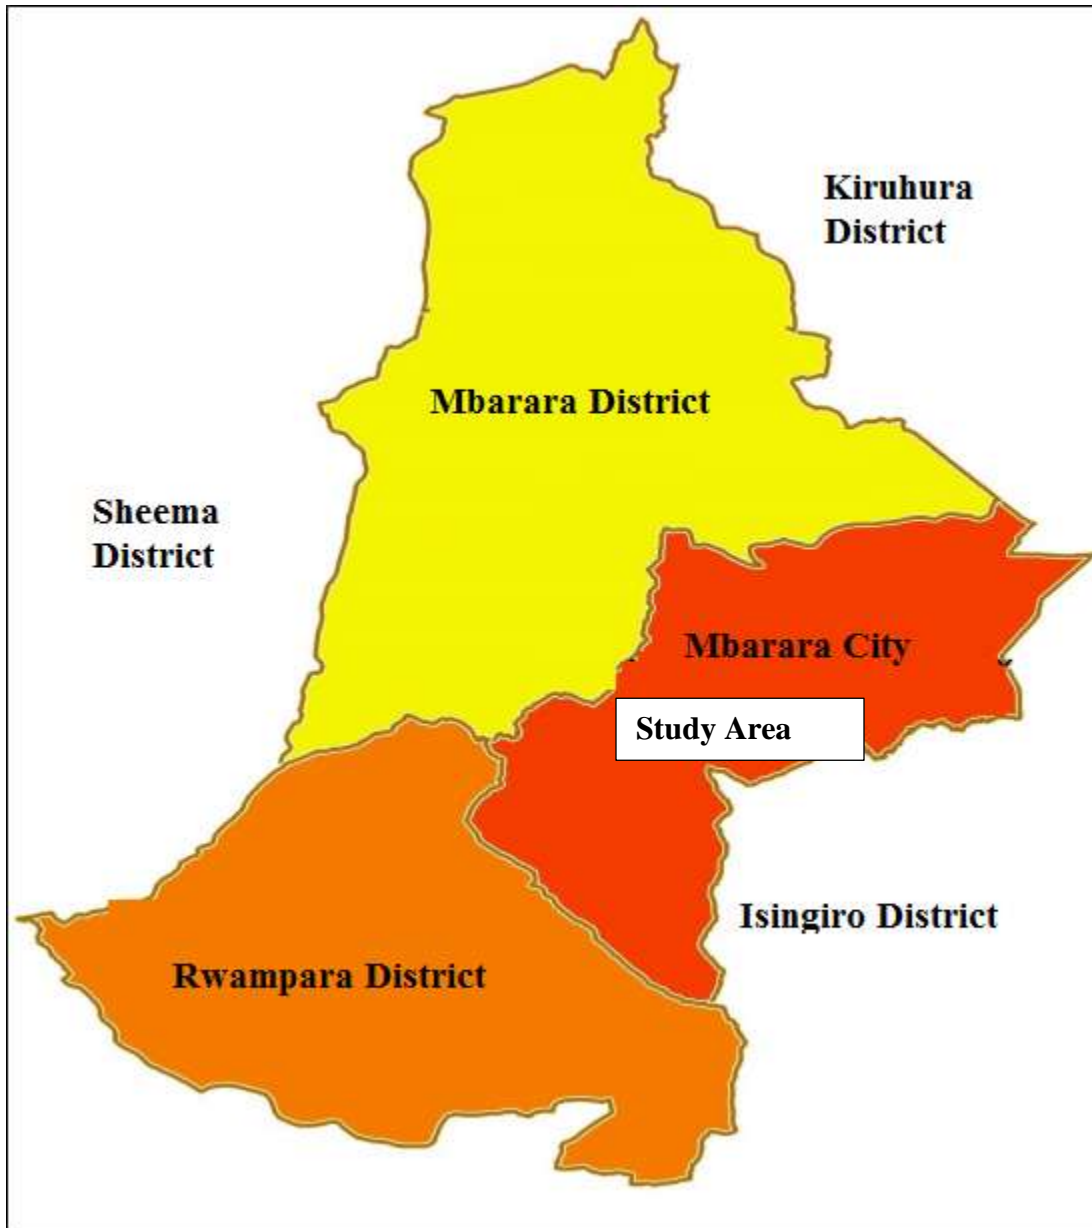 Kiruhura
District
Mbarara District
Sheema
District
Mbarara City
Study Area
Isingiro District
Rwampara District